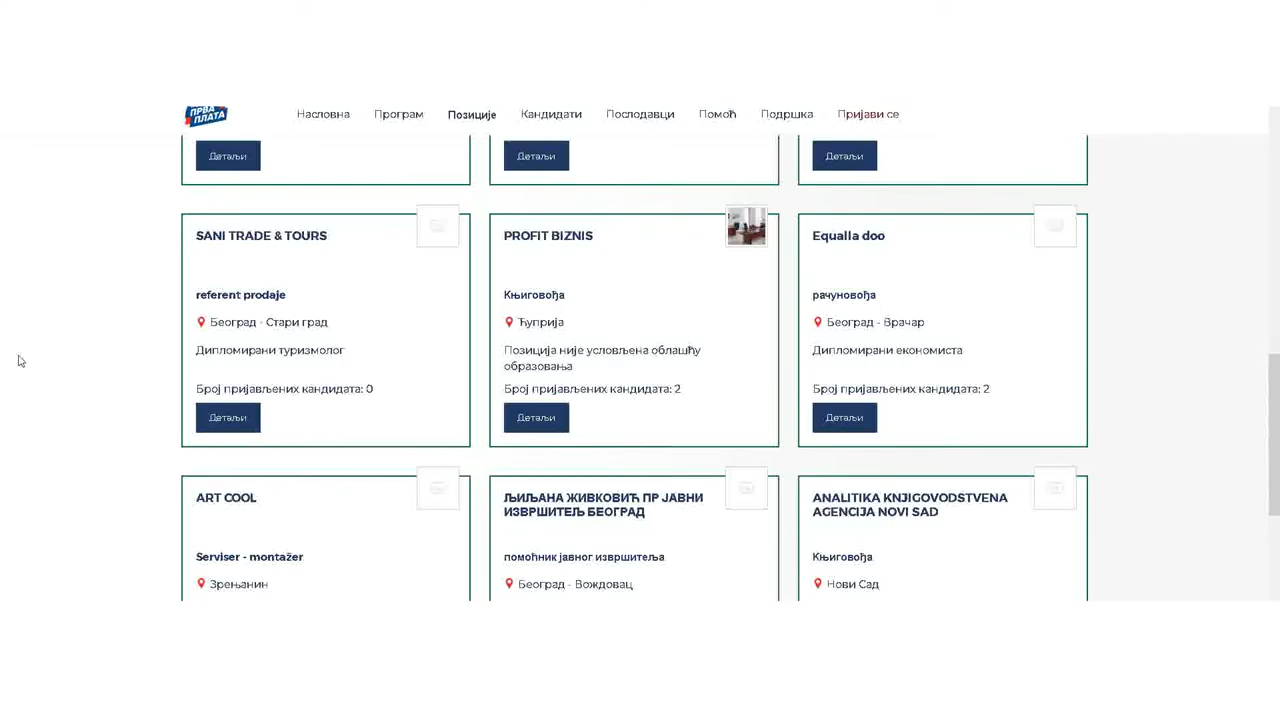 ПРВА
ПЛАТА
Насловна Програм Позиције Кандидати Послодавци Помоћ Подршка Пријави се
Детаљи Детаљи Детаљи
SANI TRADE & TOURS
referent prodaje
Београд - Стари град
Дипломирани туризмолог
Број пријављених кандидата: 0
Детаљи
PROFIT BIZNIS
Књиговођа
Ћуприја
Позиција није условљена облашћу
образовања
Број пријављених кандидата: 2
Детаљи
Equalla doo
рачуновођа
Београд - Врачар
Дипломирани економиста
Број пријављених кандидата: 2
Детаљи
ART COOL
Serviser - montažer
Зрењанин
ЉИЉАНА ЖИВКОВИЋ ПР ЈАВНИ
ИЗВРШИТЕЉ БЕОГРАД
помоћник јавног извршитеља
Београд - Вождовац
ANALITIKA KNJIGOVODSTVENA
AGENCIJA NOVI SAD
Књиговођа
Нови Сад